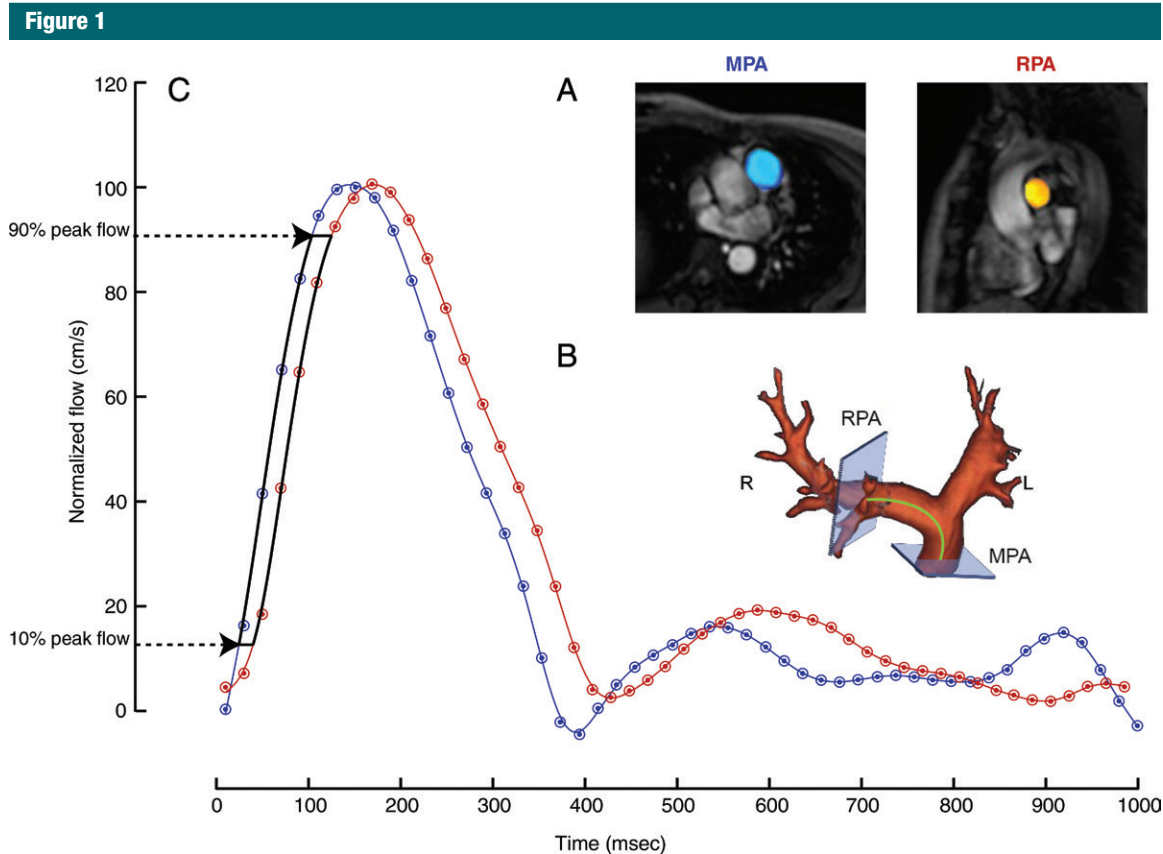 Figure 1
C
A
MPA
RPA
120
100
90% peak flow
80
60
40
20
10% peak flow
0
Normalized flow (cm/s)
B
RPA
R
L
MPA
0 100 200 300 400 500 600 700 800 900 1000
Time (msec)